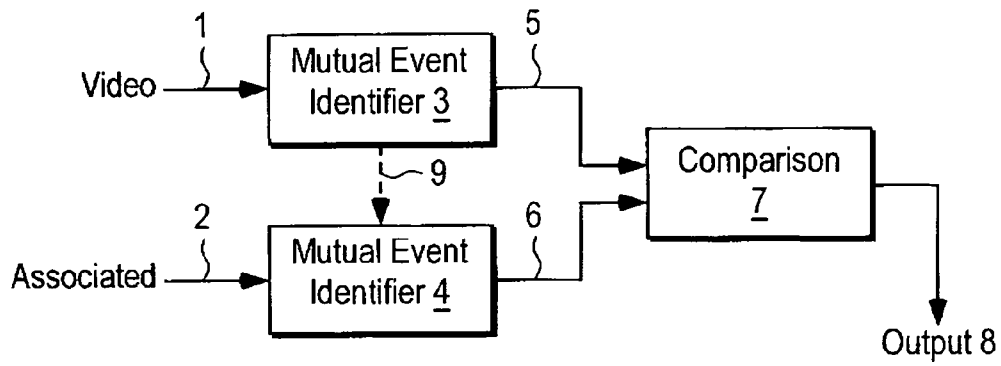 1
Video
Mutual Event
Identifier 3
5
Comparison
7
9
2
Associated
Mutual Event
Identifier 4
6
Output 8